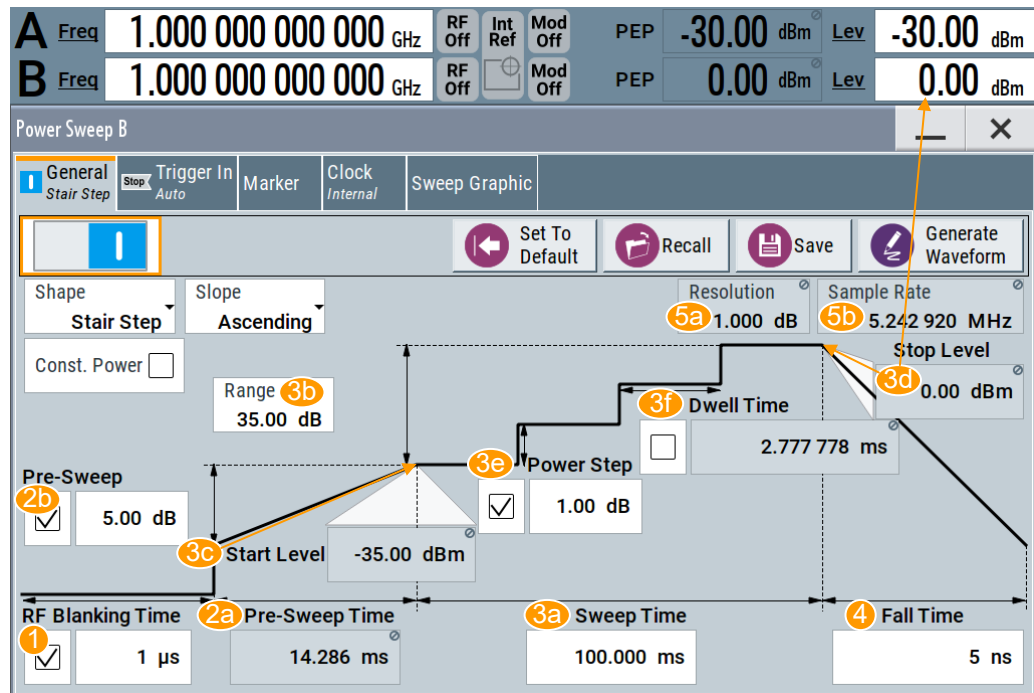 A Freq 1.000 000 000 000 GHz RF Off Int Ref Mod Off PEP -30.00 dBm Lev -30.00 dBm
B Freq 1.000 000 000 000 GHz RF Off Mod Off PEP 0.00 dBm Lev 0.00 dBm
Power Sweep B
General Stair Step Stop Trigger In Auto Marker Clock Internal Sweep Graphic
Set To Default Recall Save Generate Waveform
Shape Slope Resolution Sample Rate
Stair Step Ascending 5a 1.000 dB 5b 5.242 920 MHz
Const. Power Stop Level
Range 3b 3d 0.00 dBm
35.00 dB 3f Dwell Time
2.777 778 ms
Pre-Sweep 3e Power Step
2b 5.00 dB 1.00 dB
3c Start Level -35.00 dBm
RF Blanking Time 2a Pre-Sweep Time 3a Sweep Time 4 Fall Time
1 1 µs 14.286 ms 100.000 ms 5 ns